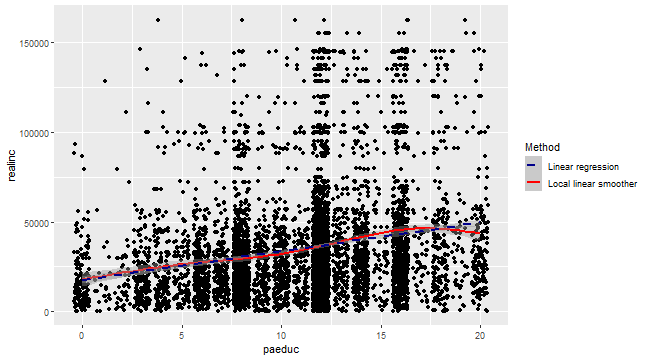 150000
100000
50000
0
realinc
0
5
10
15
20
paeduc
Method
Linear regression
Local linear smoother